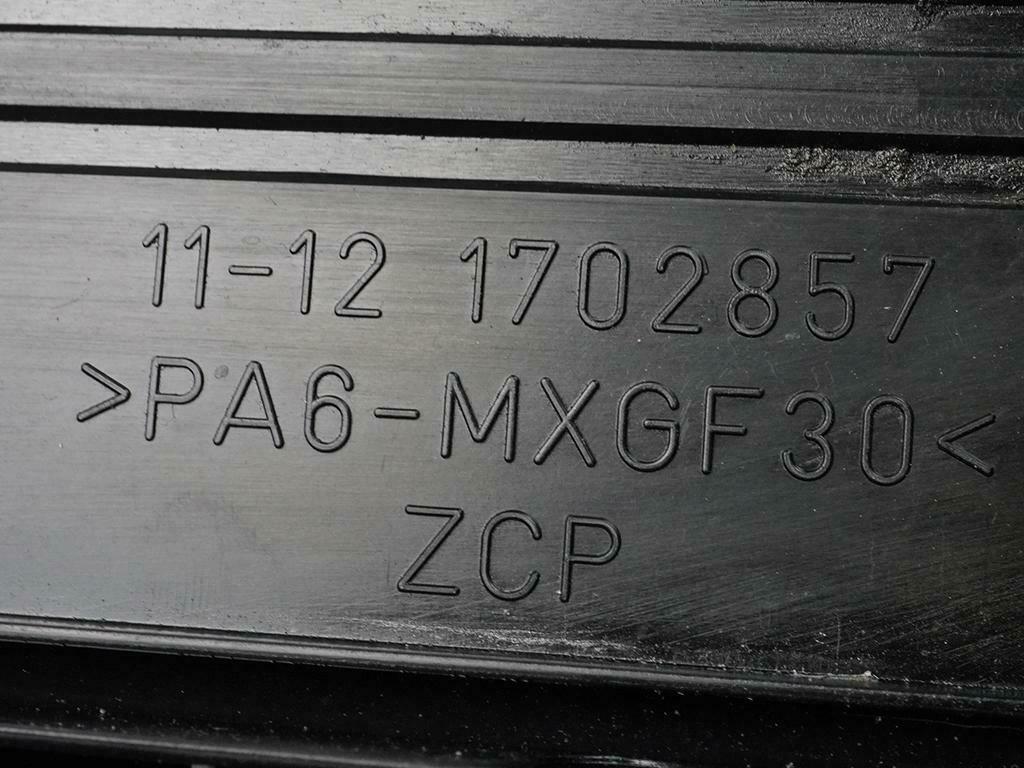 11-12 1702857
>PA6-MXGF30<
ZCP